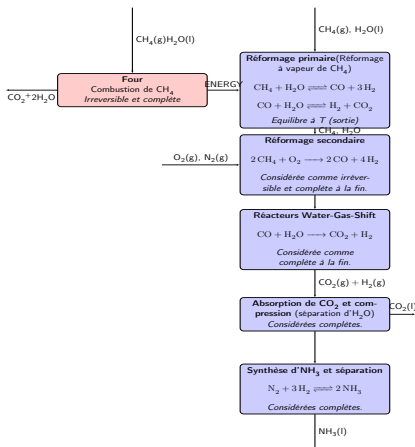 CH₄(g)H₂O(l)
CH₄(g), H₂O(l)
Four
Combustion de CH₄
Irreversible et complète
CO₂+2H₂O
ENERGY
Réformage primaire(Réformage
à vapeur de CH₄)
CH₄ + H₂O ⇌ CO + 3 H₂
CO + H₂O ⇌ H₂ + CO₂
Equilibre à T (sortie)
CH₄, H₂O
Réformage secondaire
2 CH₄ + O₂ ⟶ 2 CO + 4 H₂
Considérée comme irréver-
sible et complète à la fin.
O₂(g), N₂(g)
Réacteurs Water-Gas-Shift
CO + H₂O ⟶ CO₂ + H₂
Considérée comme
complète à la fin.
CO₂(g) + H₂(g)
Absorption de CO₂ et com-
pression (séparation d'H₂O)
Considérées complètes.
CO₂(l)
Synthèse d'NH₃ et séparation
N₂ + 3 H₂ ⇌ 2 NH₃
Considérées complètes.
NH₃(l)